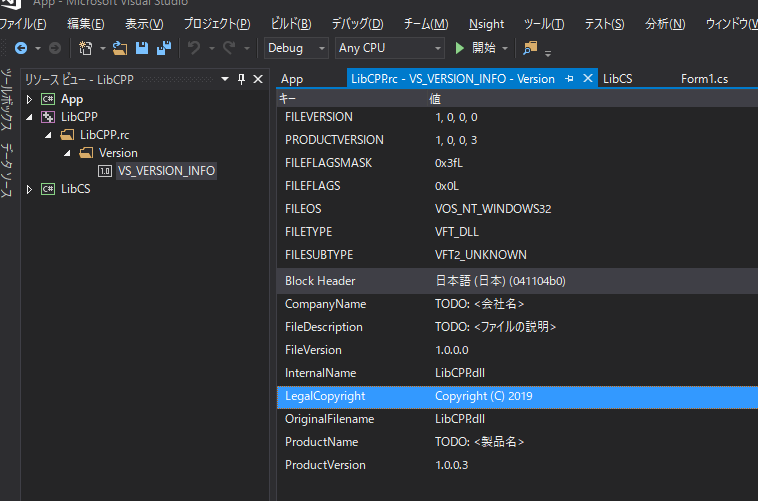 App - Microsoft Visual Studio
ファイル(F) 編集(E) 表示(V) プロジェクト(P) ビルド(B) デバッグ(D) チーム(M) Nsight ツール(T) テスト(S) 分析(N) ウィンドウ(W
Debug Any CPU 開始
ツールボックス データ ソース
リソース ビュー - LibCPP
App
LibCPP
LibCPP.rc
Version
VS_VERSION_INFO
LibCS
App LibCPP.rc - VS_VERSION_INFO - Version LibCS Form1.cs
キー 値
FILEVERSION 1, 0, 0, 0
PRODUCTVERSION 1, 0, 0, 3
FILEFLAGSMASK 0x3fL
FILEFLAGS 0x0L
FILEOS VOS_NT_WINDOWS32
FILETYPE VFT_DLL
FILESUBTYPE VFT2_UNKNOWN
Block Header 日本語 (日本) (041104b0)
CompanyName TODO: <会社名>
FileDescription TODO: <ファイルの説明>
FileVersion 1.0.0.0
InternalName LibCPP.dll
LegalCopyright Copyright (C) 2019
OriginalFilename LibCPP.dll
ProductName TODO: <製品名>
ProductVersion 1.0.0.3